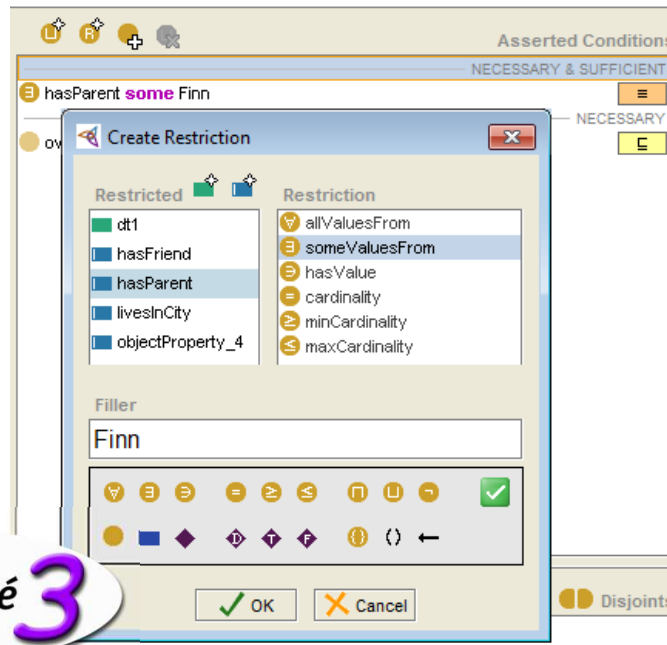 Asserted Conditions
NECESSARY & SUFFICIENT
∃ hasParent some Finn
≡
NECESSARY
ov
⊑
Create Restriction
Restricted
dt1
hasFriend
hasParent
livesInCity
objectProperty_4
Restriction
∀ allValuesFrom
∃ someValuesFrom
∋ hasValue
= cardinality
≥ minCardinality
≤ maxCardinality
Filler
Finn
∀ ∃ ∋ = ≥ ≤ ⊓ ⊔ ¬
D T F {} () ←
OK
Cancel
é 3
Disjoints